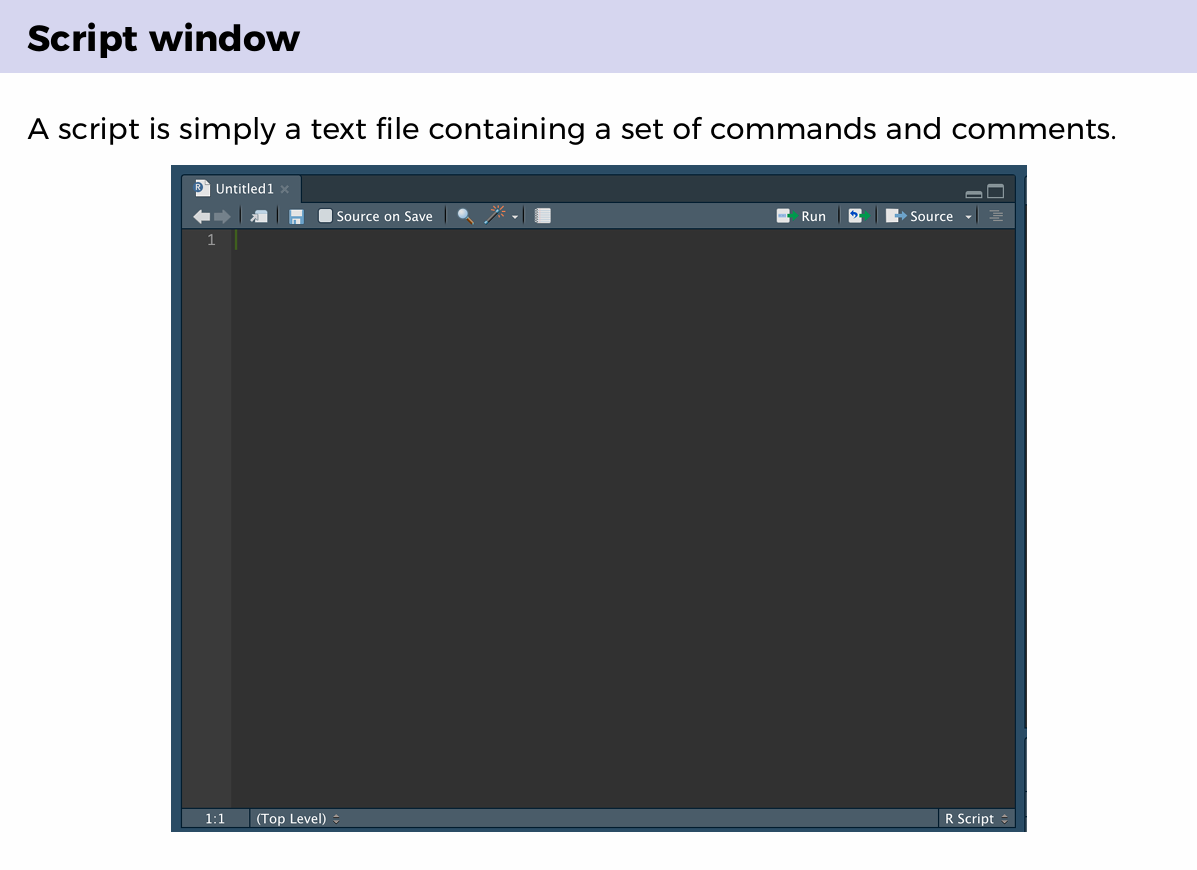 Script window
A script is simply a text file containing a set of commands and comments.
Untitled1
Source on Save
Run
Source
1
1:1
(Top Level)
R Script